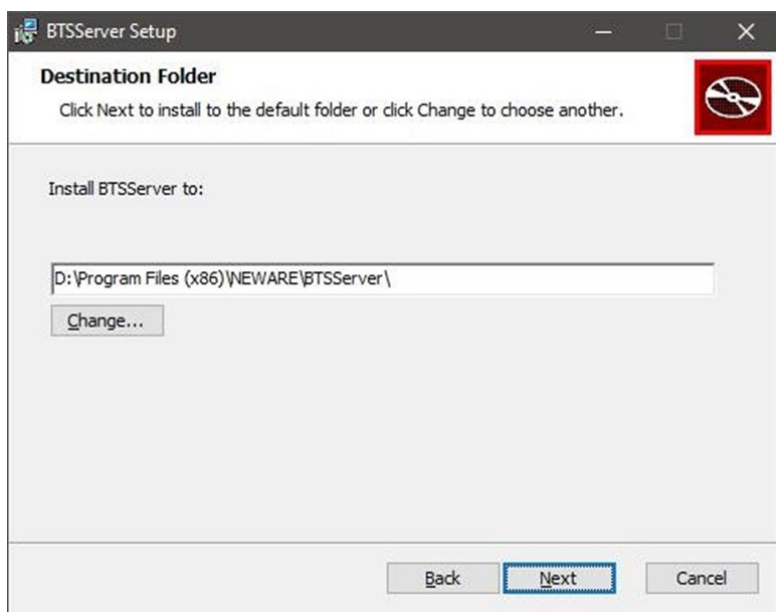 BTSServer Setup
Destination Folder
Click Next to install to the default folder or click Change to choose another.
Install BTSServer to:
D:\Program Files (x86)\NEWARE\BTSServer\
Change...
Back Next Cancel